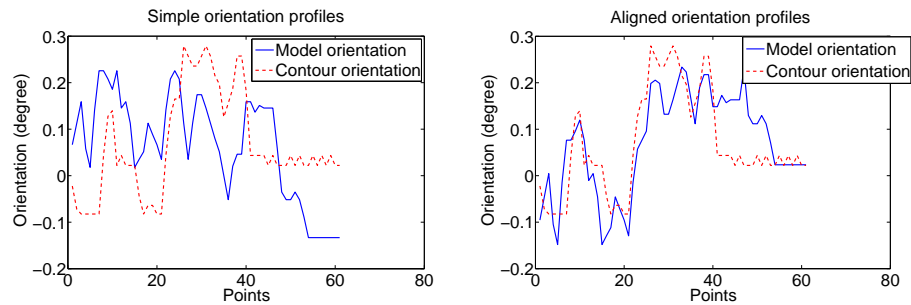 Simple orientation profiles
0.3
0.2
0.1
0
−0.1
−0.2
Orientation (degree)
0
20
40
60
80
Points
Model orientation
Contour orientation
Aligned orientation profiles
0.3
0.2
0.1
0
−0.1
−0.2
Orientation (degree)
0
20
40
60
80
Points
Model orientation
Contour orientation